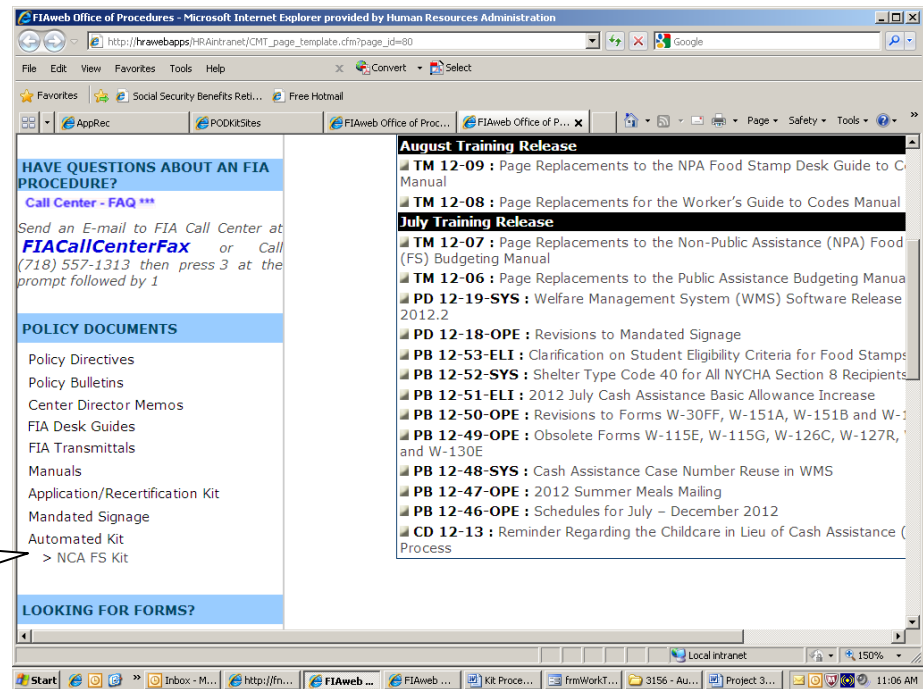 FIAweb Office of Procedures - Microsoft Internet Explorer provided by Human Resources Administration
http://hrawebapps/HRAintranet/CMT_page_template.cfm?page_id=80
Google
File Edit View Favorites Tools Help
x Convert Select
Favorites Social Security Benefits Reti... Free Hotmail
AppRec PODKitSites FIAweb Office of Proc... FIAweb Office of P... x Page Safety Tools »
HAVE QUESTIONS ABOUT AN FIA
PROCEDURE?
Call Center - FAQ ***
Send an E-mail to FIA Call Center at
FIACallCenterFax or Call
(718) 557-1313 then press 3 at the
prompt followed by 1
POLICY DOCUMENTS
Policy Directives
Policy Bulletins
Center Director Memos
FIA Desk Guides
FIA Transmittals
Manuals
Application/Recertification Kit
Mandated Signage
Automated Kit
> NCA FS Kit
LOOKING FOR FORMS?
August Training Release
TM 12-09 : Page Replacements to the NPA Food Stamp Desk Guide to
Manual
TM 12-08 : Page Replacements for the Worker's Guide to Codes Manual
July Training Release
TM 12-07 : Page Replacements to the Non-Public Assistance (NPA) Food
(FS) Budgeting Manual
TM 12-06 : Page Replacements to the Public Assistance Budgeting Manua
PD 12-19-SYS : Welfare Management System (WMS) Software Release
2012.2
PD 12-18-OPE : Revisions to Mandated Signage
PB 12-53-ELI : Clarification on Student Eligibility Criteria for Food Stamps
PB 12-52-SYS : Shelter Type Code 40 for All NYCHA Section 8 Recipients
PB 12-51-ELI : 2012 July Cash Assistance Basic Allowance Increase
PB 12-50-OPE : Revisions to Forms W-30FF, W-151A, W-151B and
PB 12-49-OPE : Obsolete Forms W-115E, W-115G, W-126C, W-127R,
and W-130E
PB 12-48-SYS : Cash Assistance Case Number Reuse in WMS
PB 12-47-OPE : 2012 Summer Meals Mailing
PB 12-46-OPE : Schedules for July – December 2012
CD 12-13 : Reminder Regarding the Childcare in Lieu of Cash Assistance (
Process
Local intranet 150%
Start » Inbox - M... http://fn... FIAweb ... FIAweb ... Kit Proce... frmWorkT... 3156 - Au... Project 3... 11:06 AM